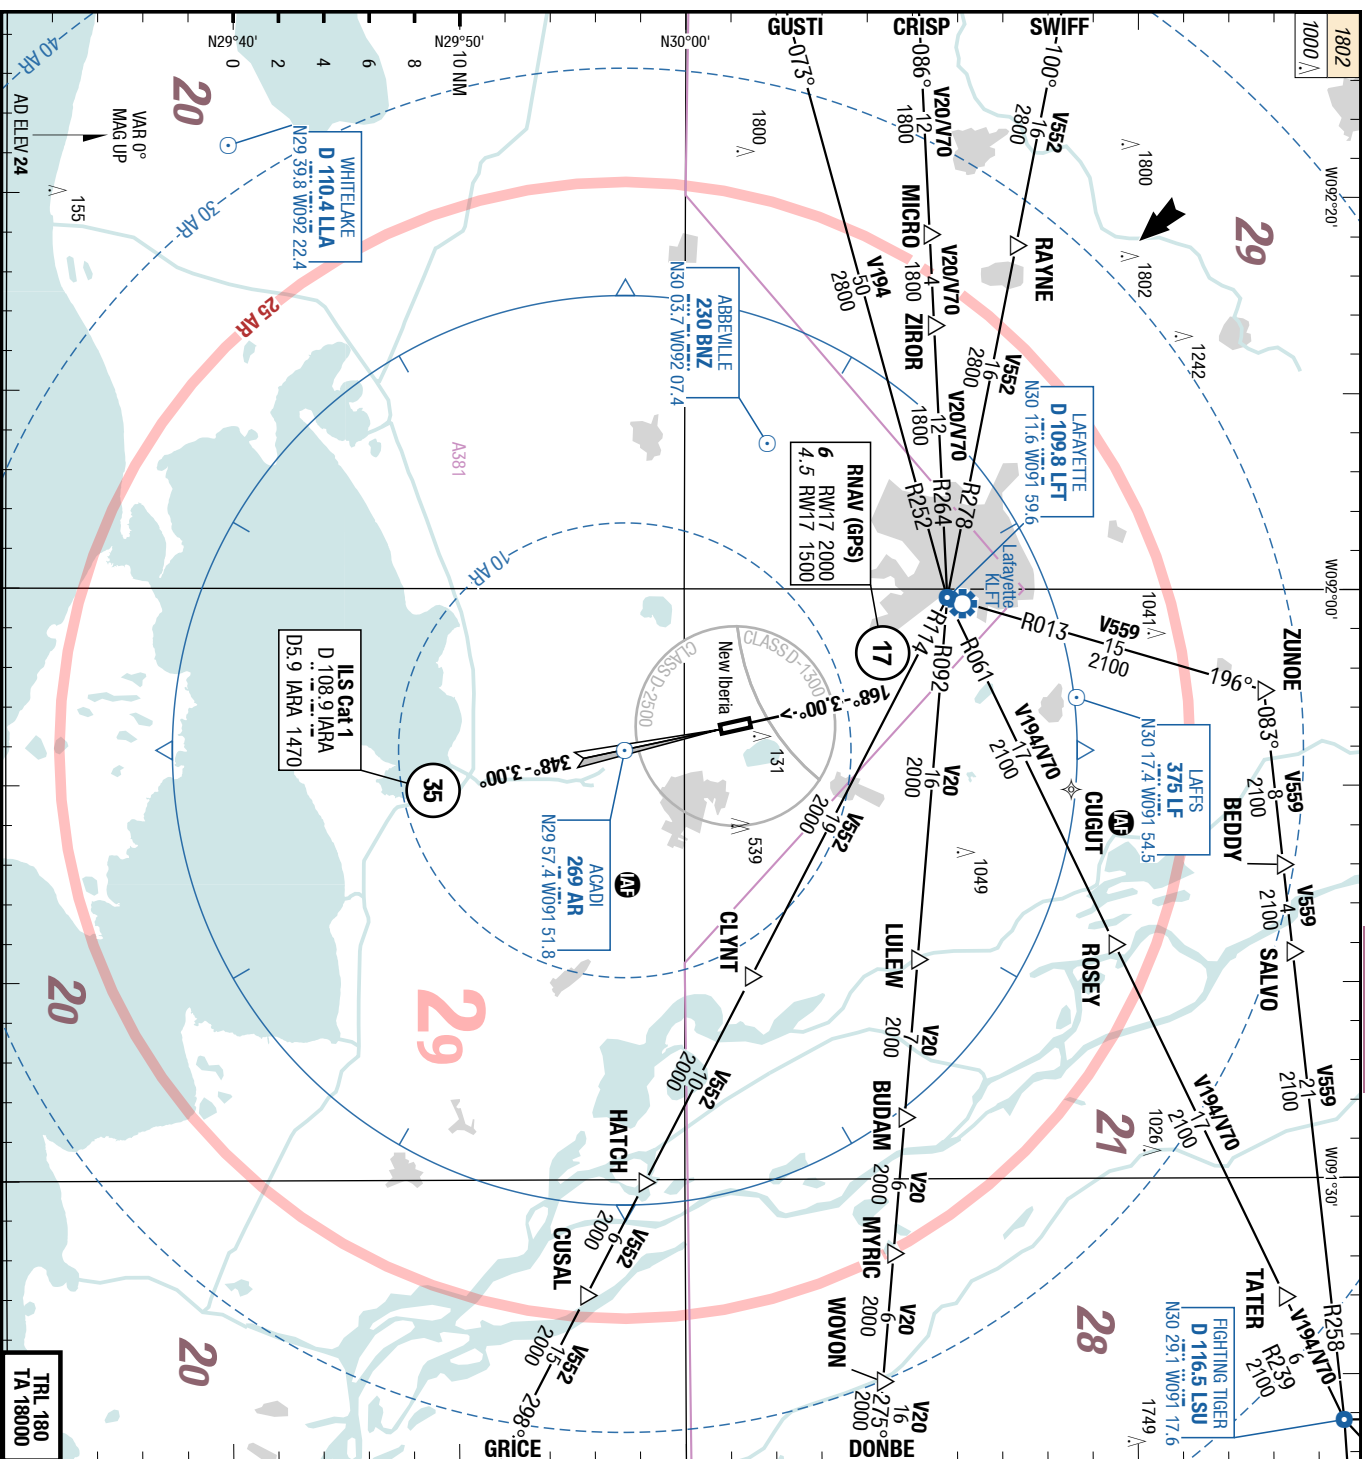 1802
1000
SWIFF
CRISP
GUSTI
100°
086°
073°
V552
16
2800
V20/V70
12
1800
1800
1800
W092°20'
29
RAYNE
MICRO
V20/V70
4
1800
ZIROR
V194
50
2800
V552
16
2800
V20/V70
12
1800
1802
1242
LAFAYETTE
D 109.8 LFT
N30 11.6 W091 59.6
ABBEVILLE
230 BNZ
N30 03.7 W092 07.4
WHITELAKE
D 110.4 LLA
N29 39.8 W092 22.4
VAR 0°
MAG UP
AD ELEV 24
155
20
40 AR
30 AR
25 AR
10 AR
N29°40'
N29°50'
N30°00'
0 2 4 6 8 10 NM
A381
RNAV (GPS)
6 RW17 2000
4.5 RW17 1500
R278
R264
R252
Lafayette
KLFT
W092°00'
1041
R013
V559
15
2100
196°
ZUNOE
083°
V559
8
2100
BEDDY
V559
4
2100
SALVO
V559
21
2100
R258
R061
R092
R114
17
168°-3.00°
CLASS D-1300
CLASS D-2500
New Iberia
131
539
348°-3.00°
35
ILS Cat 1
D 108.9 IARA
D5.9 IARA 1470
LAFFS
375 LF
N30 17.4 W091 54.5
IAF
CUGUT
V194/V70
17
2100
ROSEY
V194/V70
17
2100
1026
TATER
V194/V70
6
R239
2100
FIGHTING TIGER
D 116.5 LSU
N30 29.1 W091 17.6
1749
W091°30'
1049
V20
16
2000
LULEW
V20
7
2000
BUDAM
V20
6
2000
MYRIC
V20
6
2000
WOVON
275°
V20
16
2000
DONBE
V552
19
2000
CLYNT
V552
10
2000
HATCH
V552
6
2000
CUSAL
V552
15
2000
298°
GRICE
IAF
ACADI
269 AR
N29 57.4 W091 51.8
29
21
28
20
20
TRL 180
TA 18000